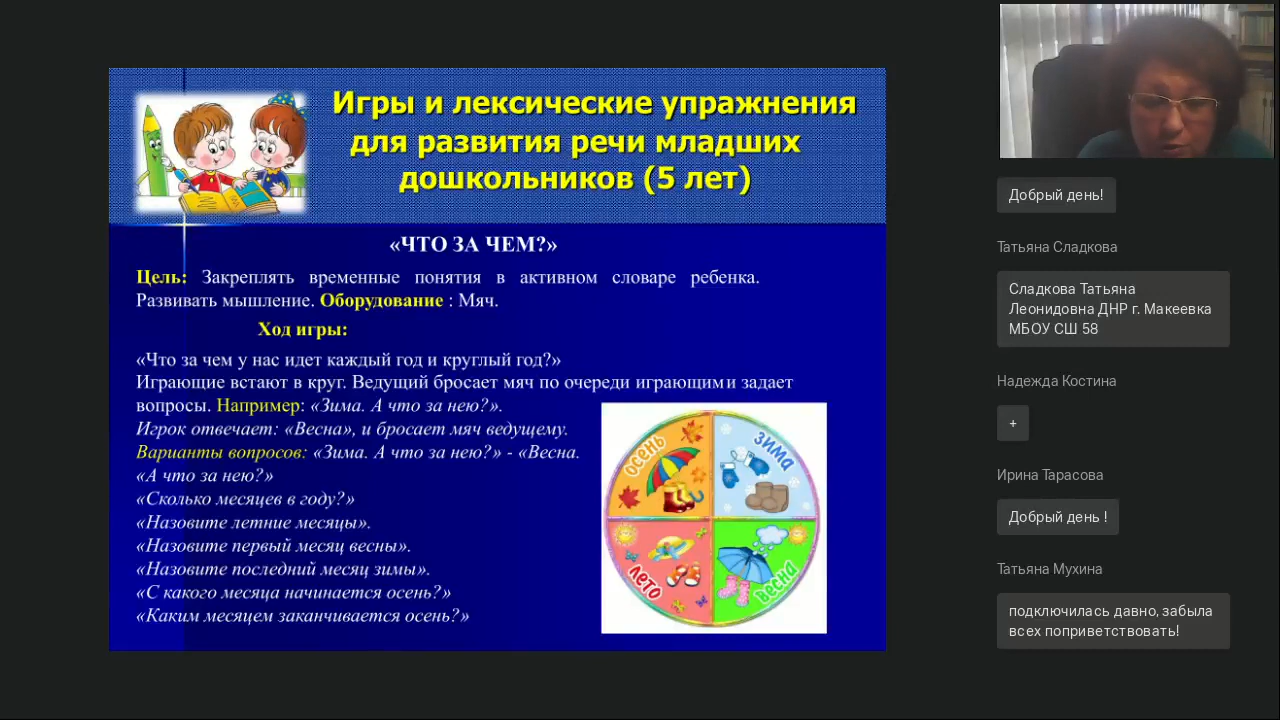 Игры и лексические упражнения
для развития речи младших
дошкольников (5 лет)
«ЧТО ЗА ЧЕМ?»
Цель: Закреплять временные понятия в активном словаре ребенка.
Развивать мышление. Оборудование : Мяч.
Ход игры:
«Что за чем у нас идет каждый год и круглый год?»
Играющие встают в круг. Ведущий бросает мяч по очереди играющим и задает
вопросы. Например: «Зима. А что за нею?».
Игрок отвечает: «Весна», и бросает мяч ведущему.
Варианты вопросов: «Зима. А что за нею?» - «Весна.
«А что за нею?»
«Сколько месяцев в году?»
«Назовите летние месяцы».
«Назовите первый месяц весны».
«Назовите последний месяц зимы».
«С какого месяца начинается осень?»
«Каким месяцем заканчивается осень?»
осень
зима
лето
весна
Добрый день!
Татьяна Сладкова
Сладкова Татьяна
Леонидовна ДНР г. Макеевка
МБОУ СШ 58
Надежда Костина
+
Ирина Тарасова
Добрый день !
Татьяна Мухина
подключилась давно, забыла
всех поприветствовать!